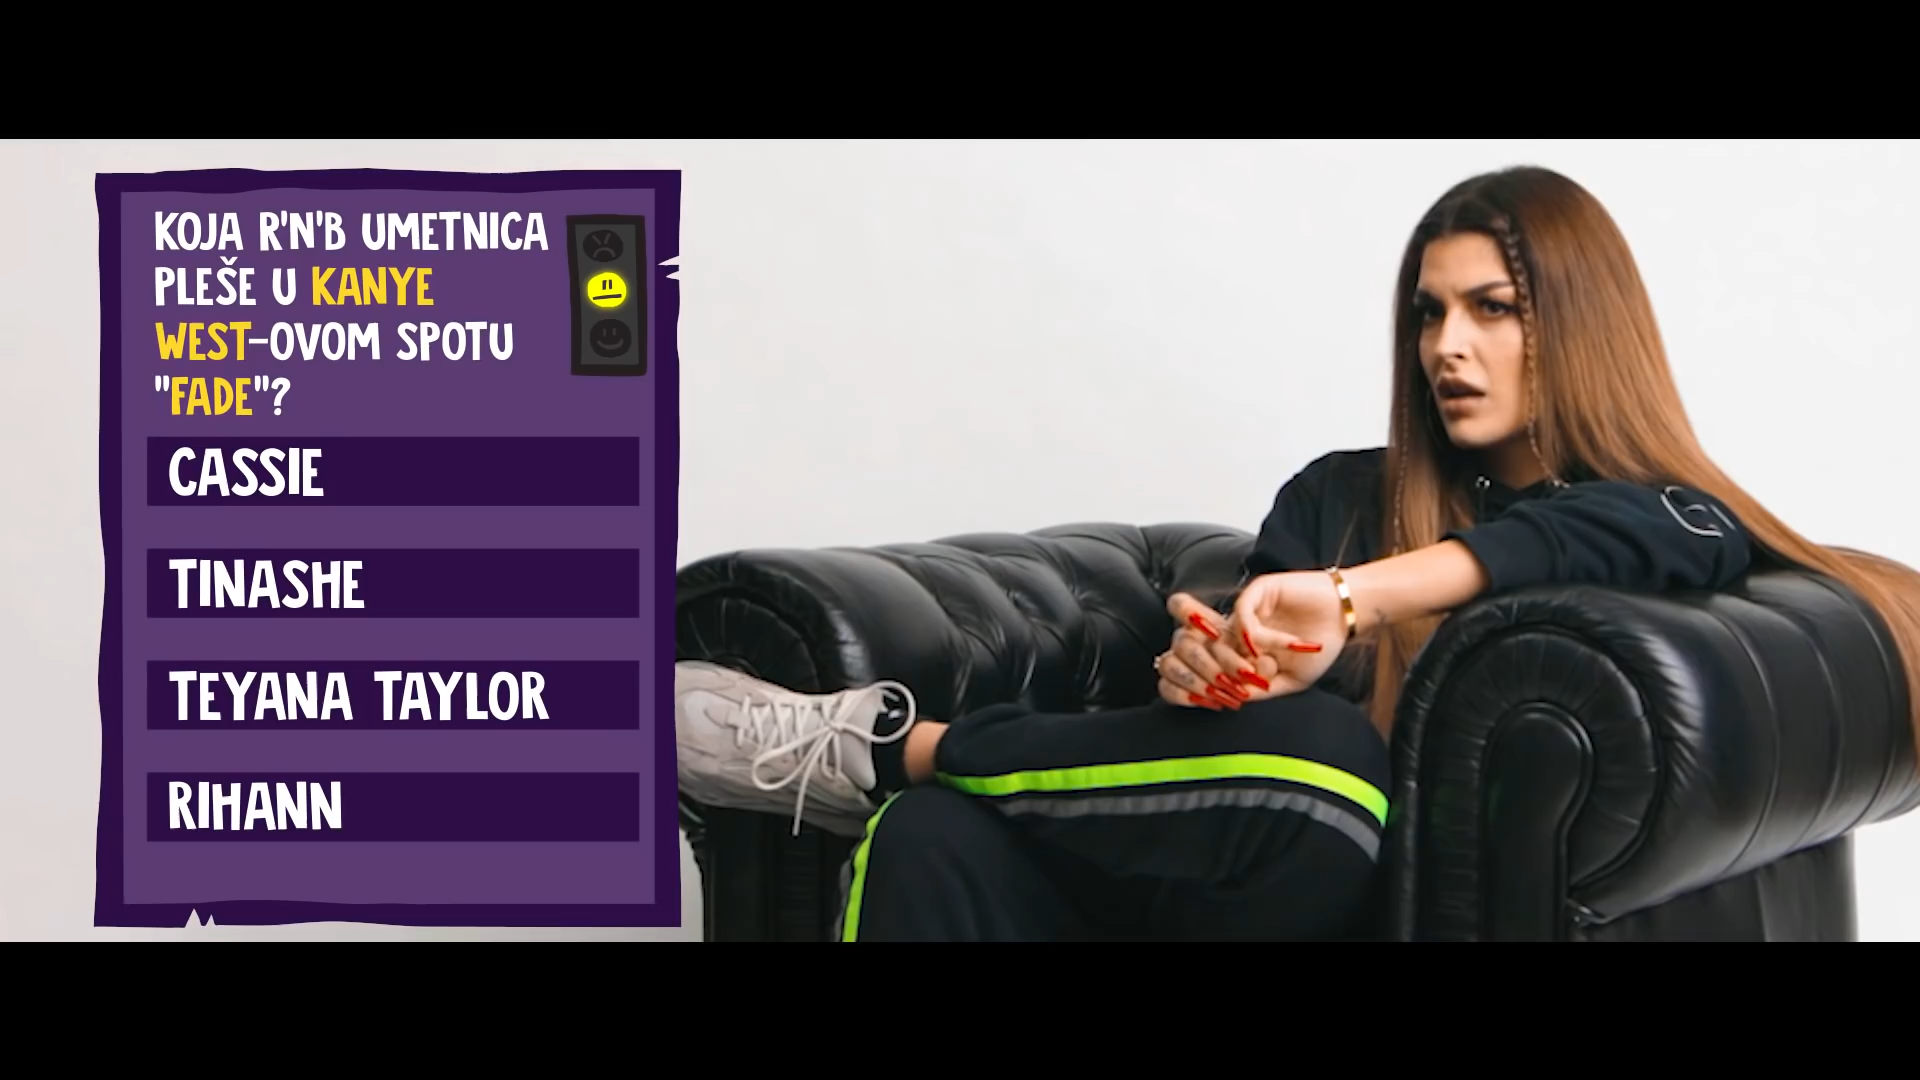 KOJA R'N'B UMETNICA
PLEŠE U KANYE
WEST-OVOM SPOTU
"FADE"?
CASSIE
TINASHE
TEYANA TAYLOR
RIHANN